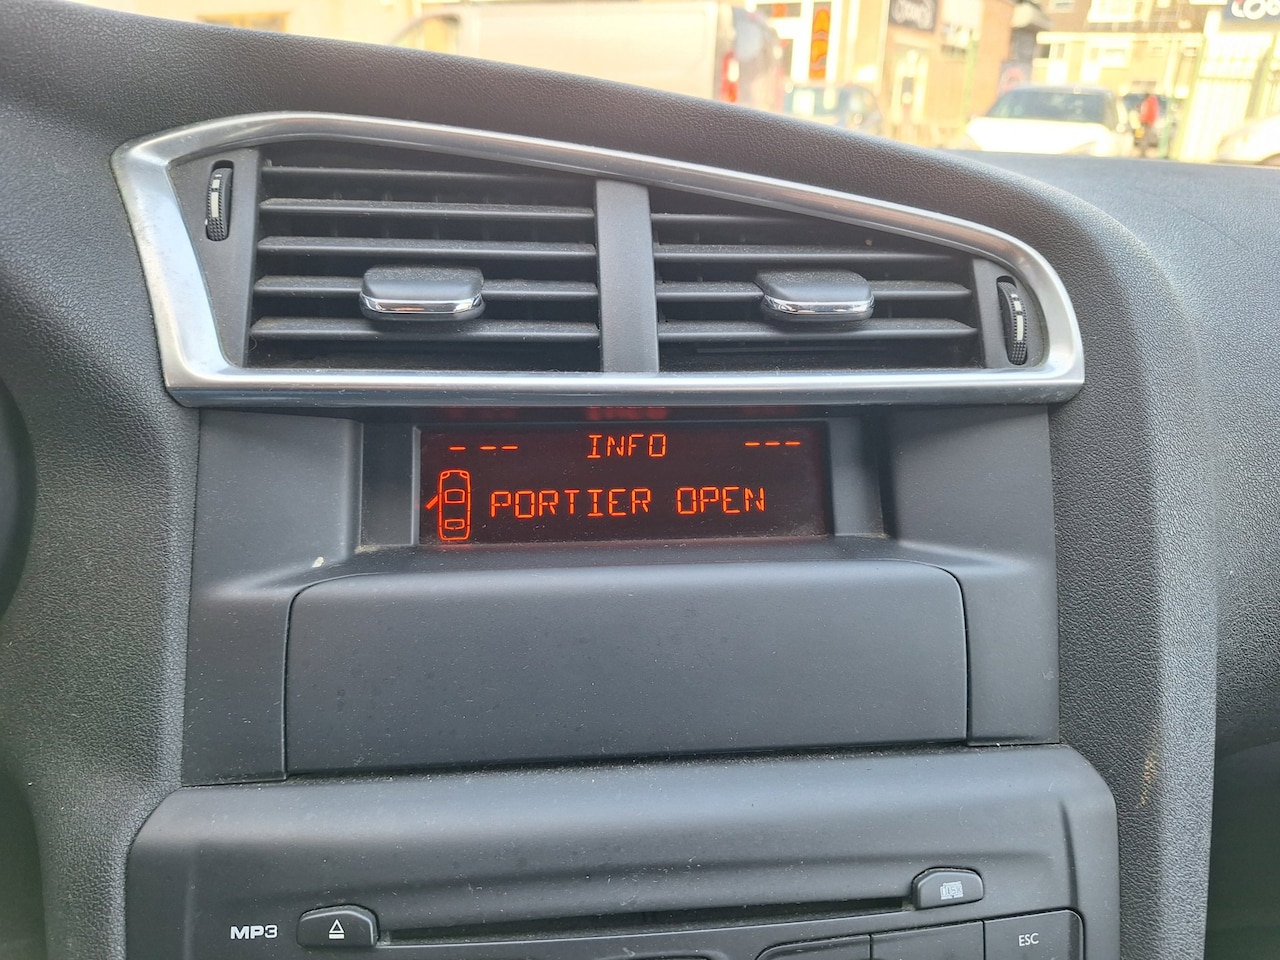 --- INFO ---
PORTIER OPEN
MP3
ESC